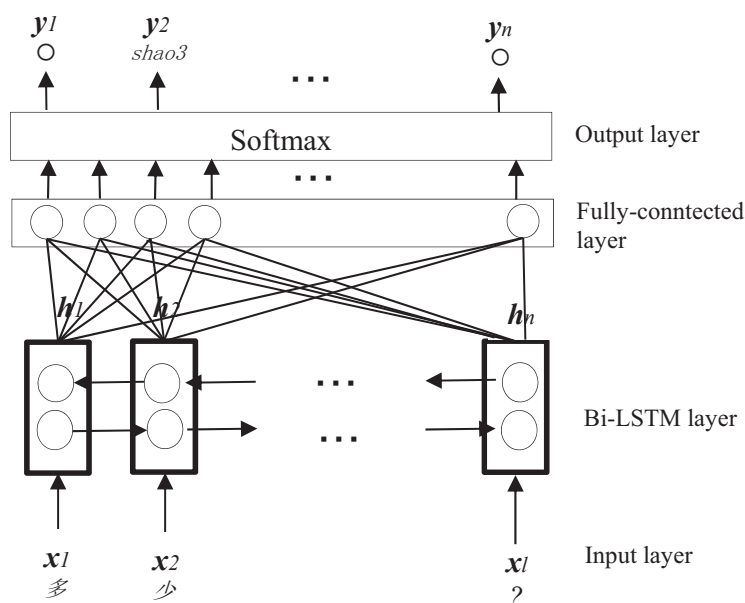 y1 y2 yn
shao3
...
Softmax
Output layer
...
Fully-conntected
layer
h1 h2 hn
...
Bi-LSTM layer
...
x1 x2 xl
Input layer
多 少 ?